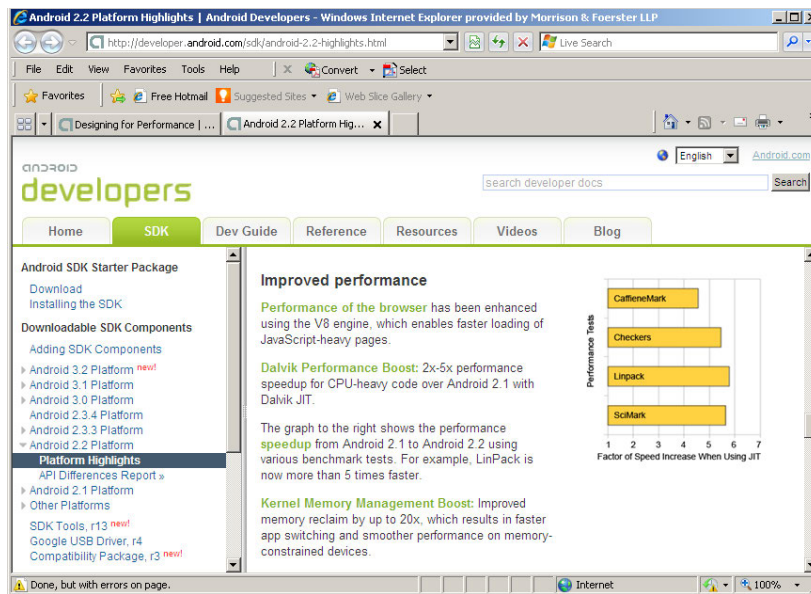 Android 2.2 Platform Highlights | Android Developers - Windows Internet Explorer provided by Morrison & Foerster LLP
http://developer.android.com/sdk/android-2.2-highlights.html
Live Search
File Edit View Favorites Tools Help
Convert
Select
Favorites
Free Hotmail
Suggested Sites
Web Slice Gallery
Designing for Performance | ...
Android 2.2 Platform Hig...
English
Android.com
android
developers
search developer docs
Search
Home
SDK
Dev Guide
Reference
Resources
Videos
Blog
Android SDK Starter Package
Download
Installing the SDK
Downloadable SDK Components
Adding SDK Components
Android 3.2 Platform new!
Android 3.1 Platform
Android 3.0 Platform
Android 2.3.4 Platform
Android 2.3.3 Platform
Android 2.2 Platform
Platform Highlights
API Differences Report »
Android 2.1 Platform
Other Platforms
SDK Tools, r13 new!
Google USB Driver, r4
Compatibility Package, r3 new!
Improved performance
Performance of the browser has been enhanced
using the V8 engine, which enables faster loading of
JavaScript-heavy pages.
Dalvik Performance Boost: 2x-5x performance
speedup for CPU-heavy code over Android 2.1 with
Dalvik JIT.
The graph to the right shows the performance
speedup from Android 2.1 to Android 2.2 using
various benchmark tests. For example, LinPack is
now more than 5 times faster.
Kernel Memory Management Boost: Improved
memory reclaim by up to 20x, which results in faster
app switching and smoother performance on memory-
constrained devices.
Performance Tests
CaffieneMark
Checkers
Linpack
SciMark
1 2 3 4 5 6 7
Factor of Speed Increase When Using JIT
Done, but with errors on page.
Internet
100%